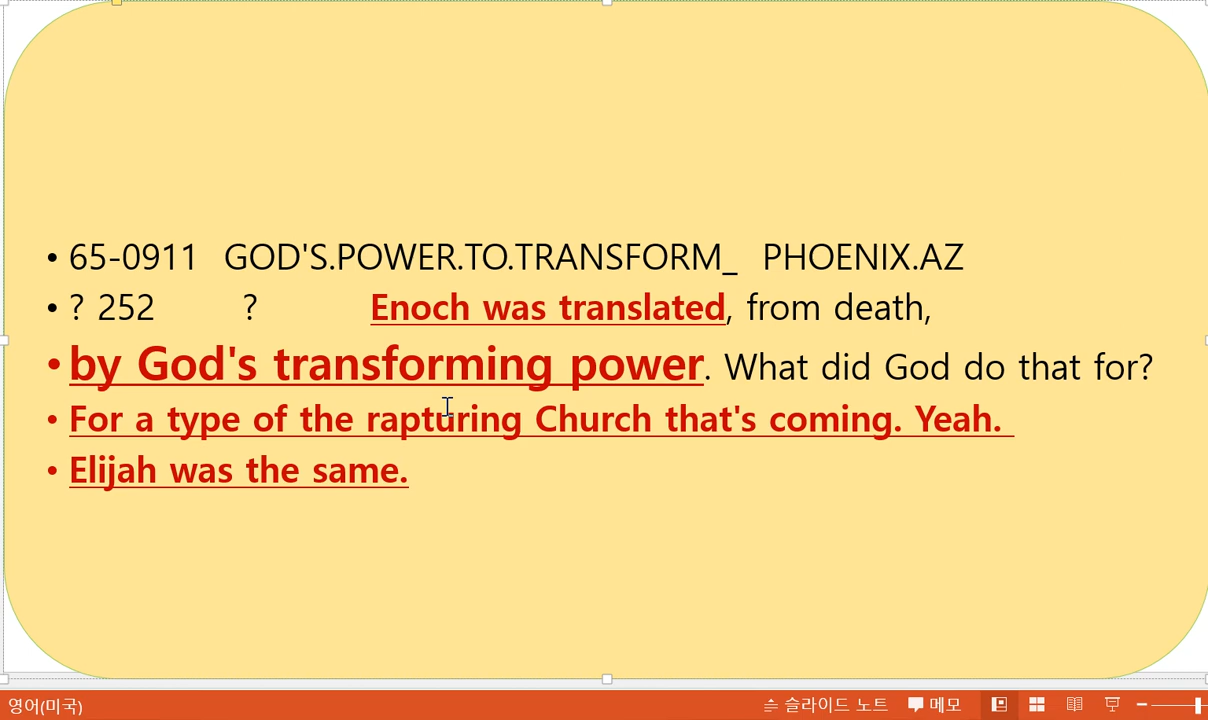 • 65-0911 GOD'S.POWER.TO.TRANSFORM_ PHOENIX.AZ
• ? 252 ? Enoch was translated, from death,
• by God's transforming power. What did God do that for?
• For a type of the rapturing Church that's coming. Yeah.
• Elijah was the same.
영어(미국) 슬라이드 노트 메모